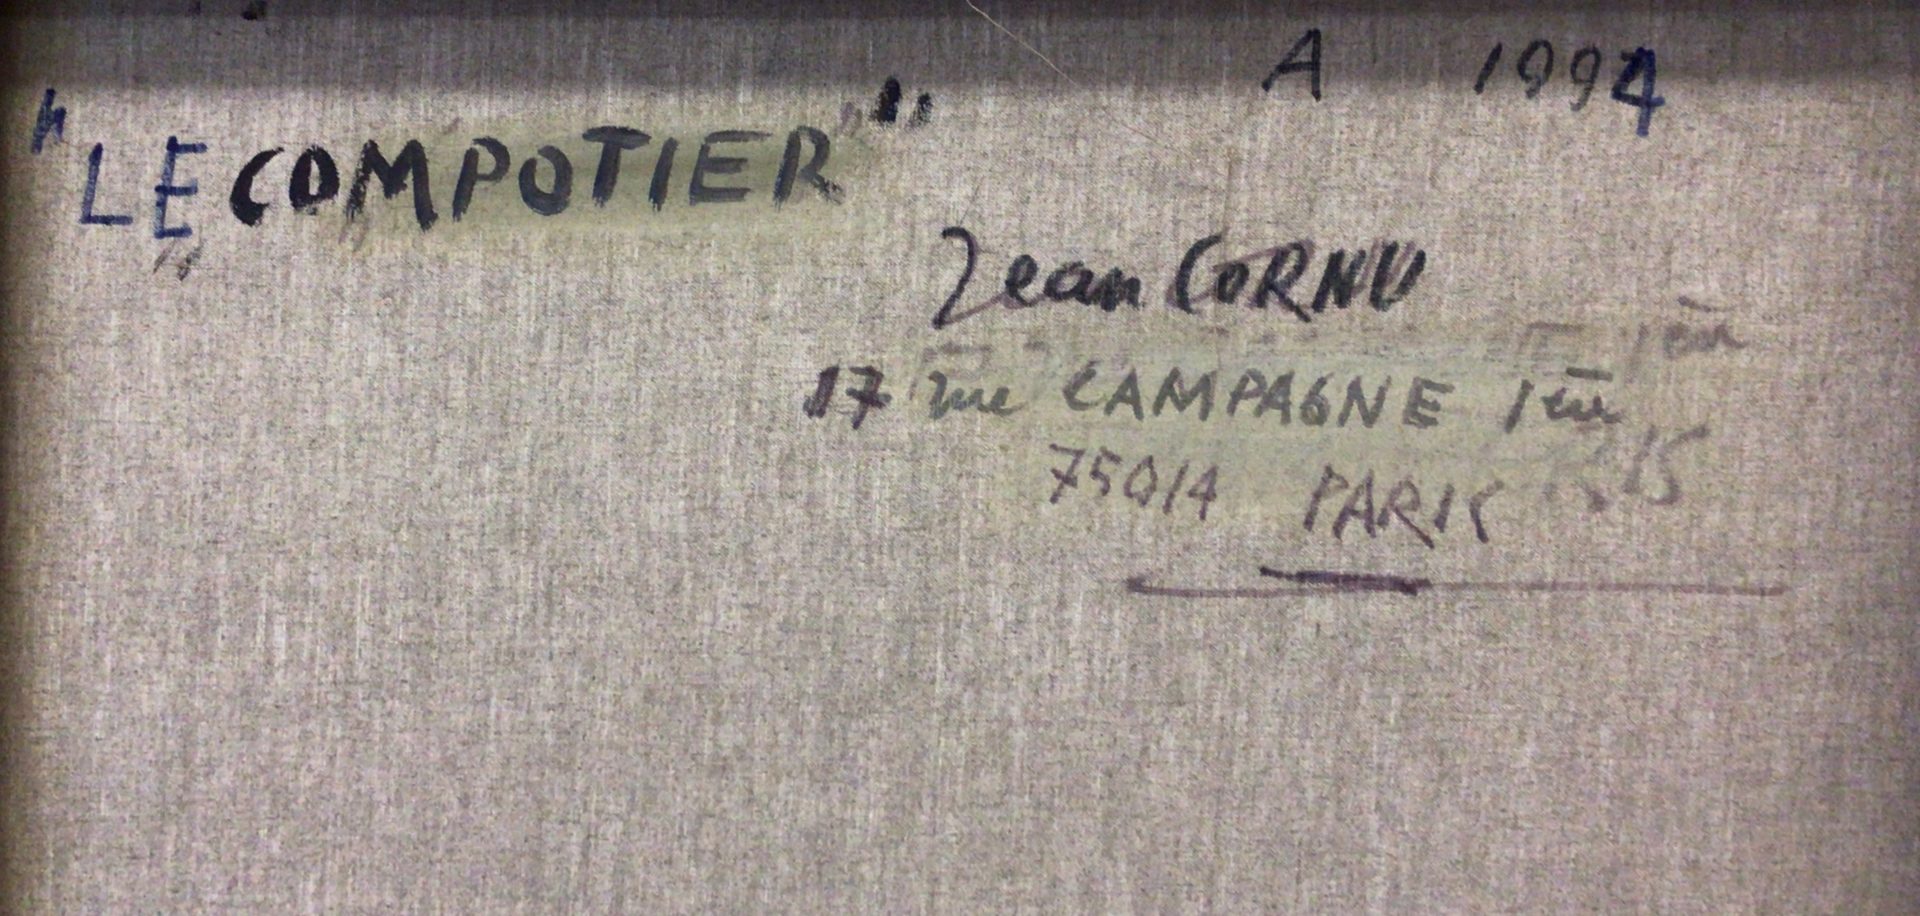 A 1994
"LE COMPOTIER"
Jean CORNU
17 rue CAMPAGNE 1ère
75014 PARIS